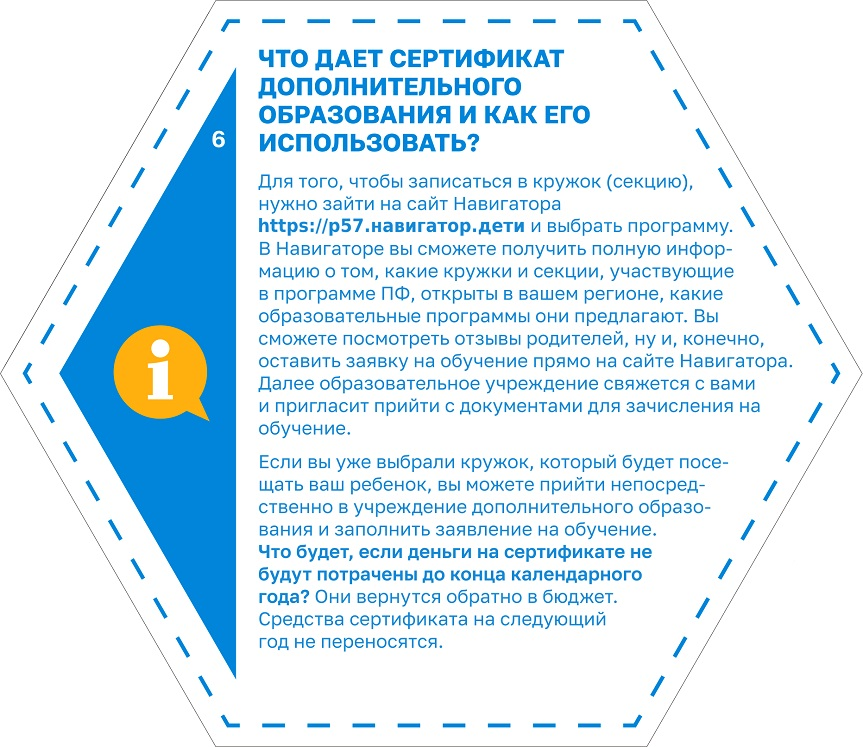 ЧТО ДАЕТ СЕРТИФИКАТ
ДОПОЛНИТЕЛЬНОГО
ОБРАЗОВАНИЯ И КАК ЕГО
ИСПОЛЬЗОВАТЬ?
6
Для того, чтобы записаться в кружок (секцию),
нужно зайти на сайт Навигатора
https://р57.навигатор.дети и выбрать программу.
В Навигаторе вы сможете получить полную инфор-
мацию о том, какие кружки и секции, участвующие
в программе ПФ, открыты в вашем регионе, какие
образовательные программы они предлагают. Вы
сможете посмотреть отзывы родителей, ну и, конечно,
оставить заявку на обучение прямо на сайте Навигатора.
Далее образовательное учреждение свяжется с вами
и пригласит прийти с документами для зачисления на
обучение.
Если вы уже выбрали кружок, который будет посе-
щать ваш ребенок, вы можете прийти непосред-
ственно в учреждение дополнительного образо-
вания и заполнить заявление на обучение.
Что будет, если деньги на сертификате не
будут потрачены до конца календарного
года? Они вернутся обратно в бюджет.
Средства сертификата на следующий
год не переносятся.